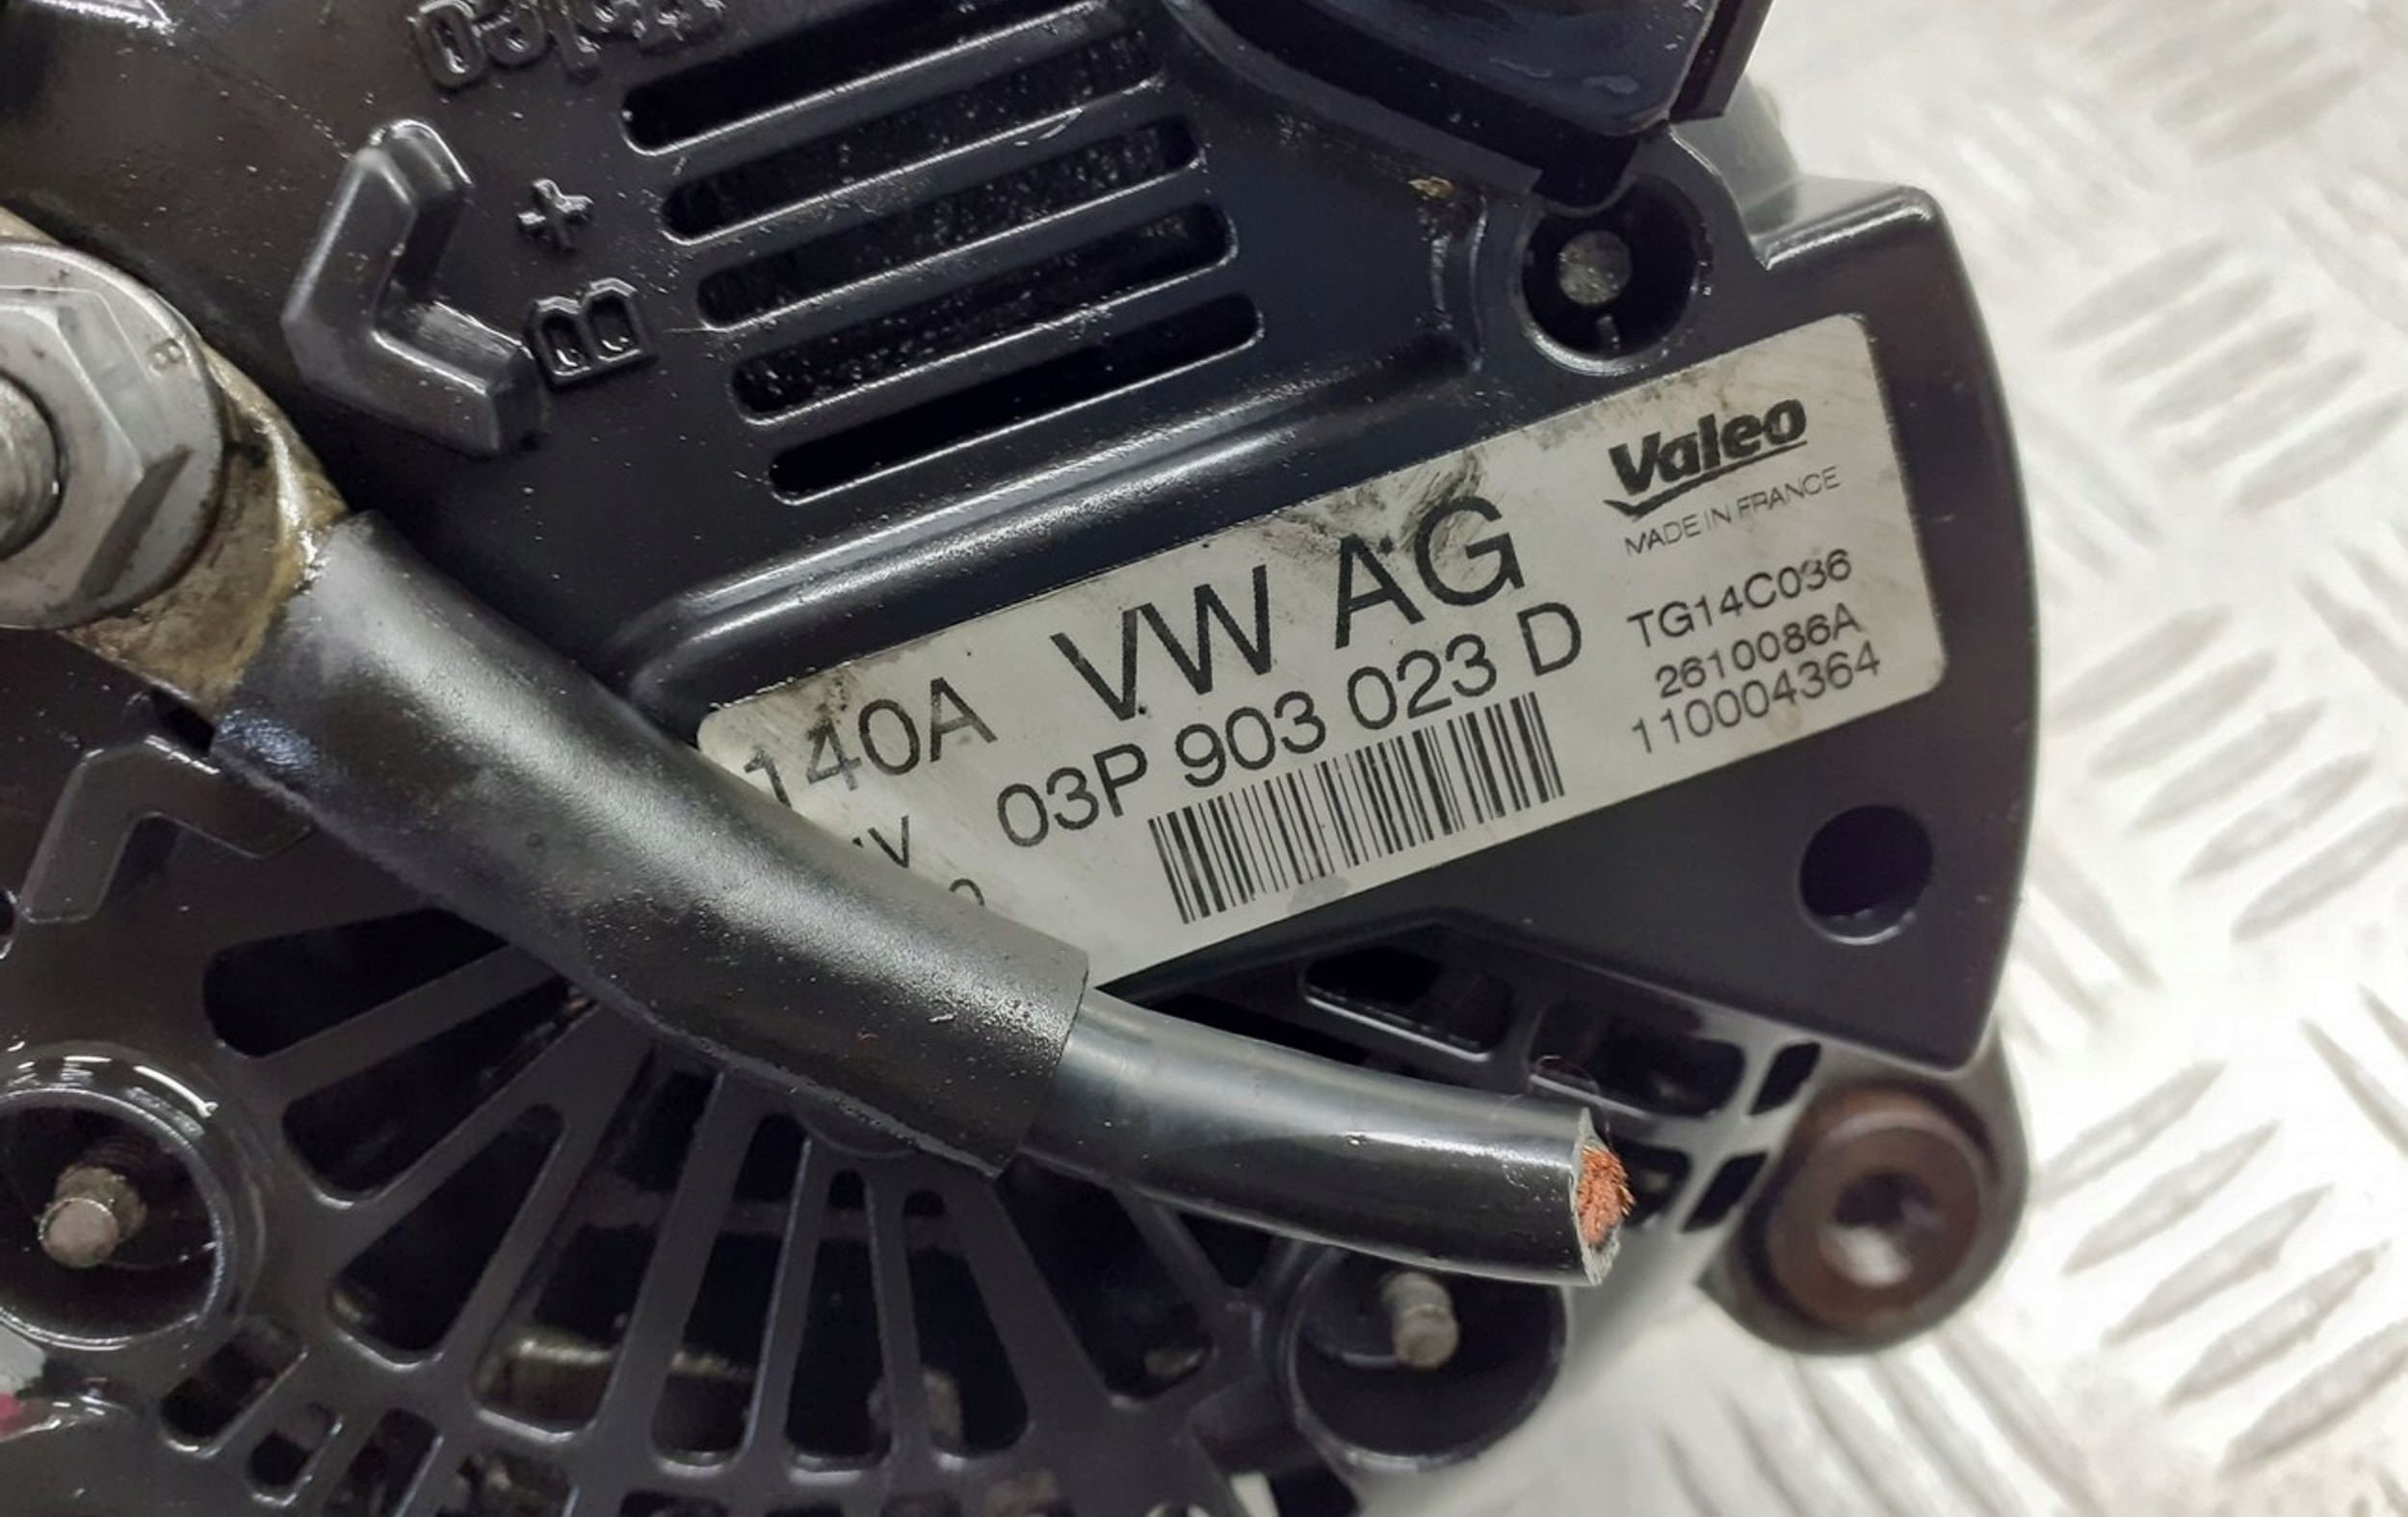 B+
Valeo
MADE IN FRANCE
140A VW AG
03P 903 023 D
TG14C036
2610086A
110004364
V